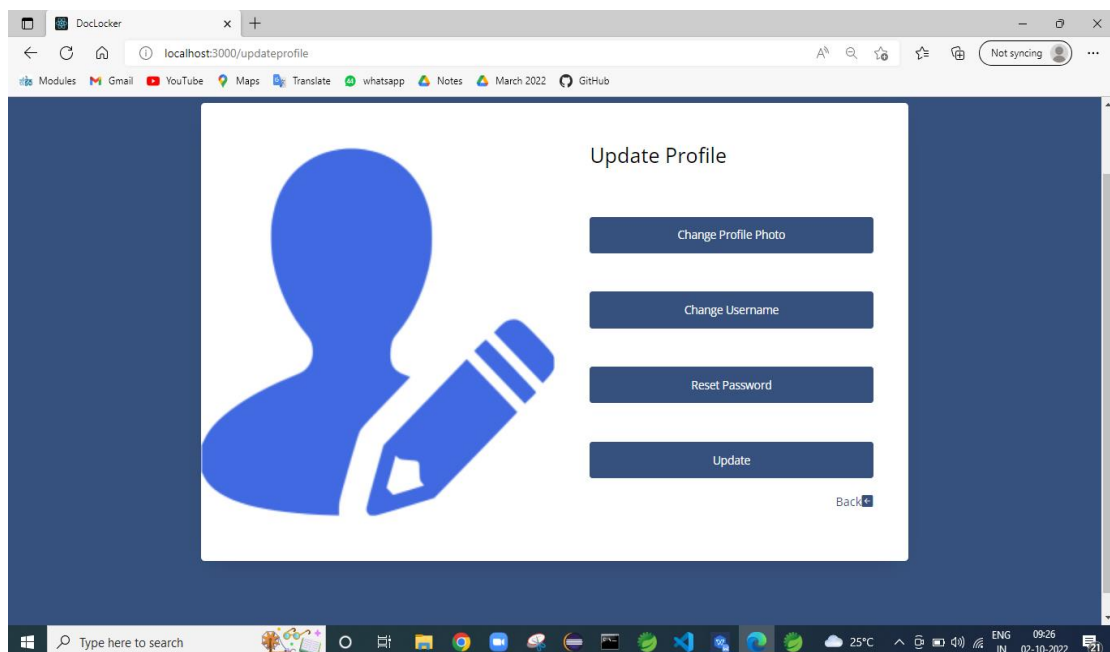 DocLocker
localhost:3000/updateprofile
Not syncing
Modules Gmail YouTube Maps Translate whatsapp Notes March 2022 GitHub
Update Profile
Change Profile Photo
Change Username
Reset Password
Update
Back
Type here to search
25°C
ENG
IN
09:26
02-10-2022
21